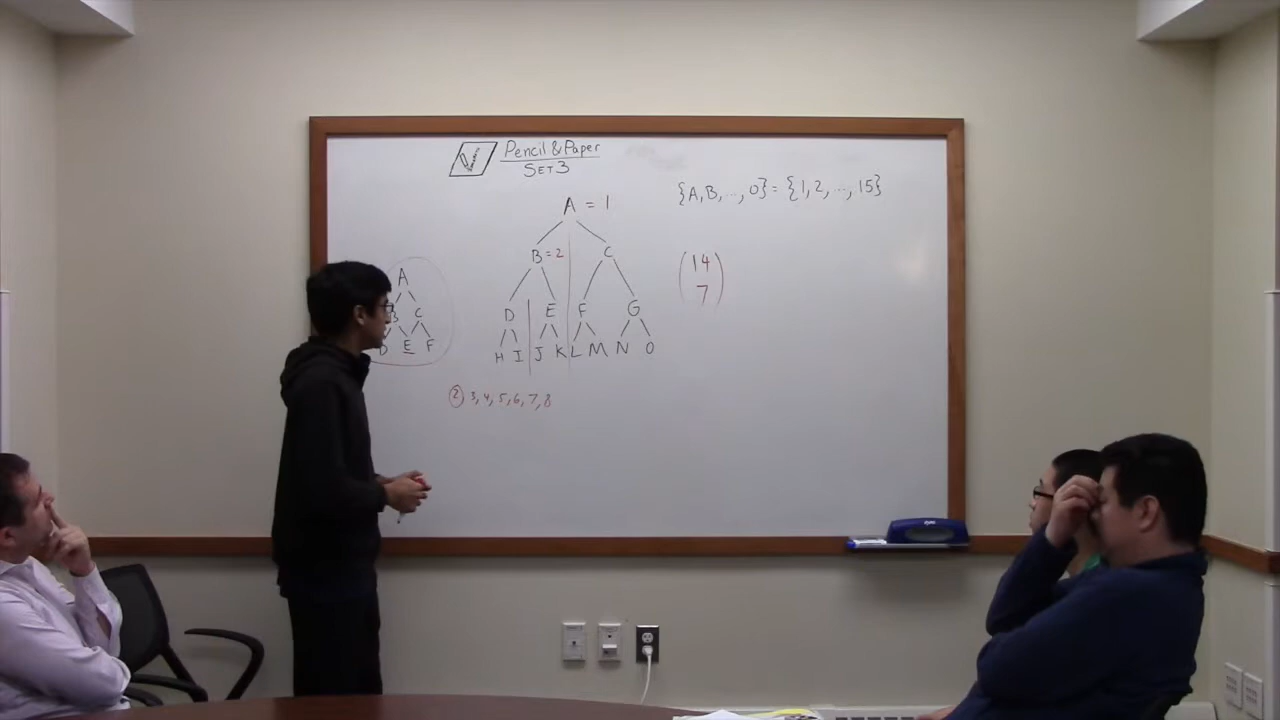 Pencil & Paper
SET 3
{A, B, ..., O} = {1, 2, ..., 15}
A = 1
B = 2 C
D E F G
H I J K L M N O
(14
7)
A
B C
D E F
② 3, 4, 5, 6, 7, 8